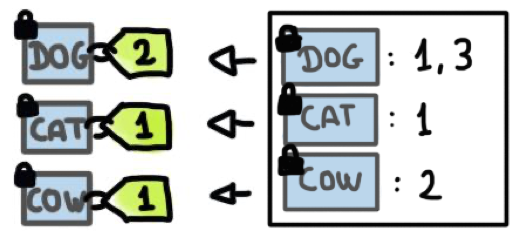 DOG 2 DOG : 1,3
CAT 1 CAT : 1
COW 1 COW : 2